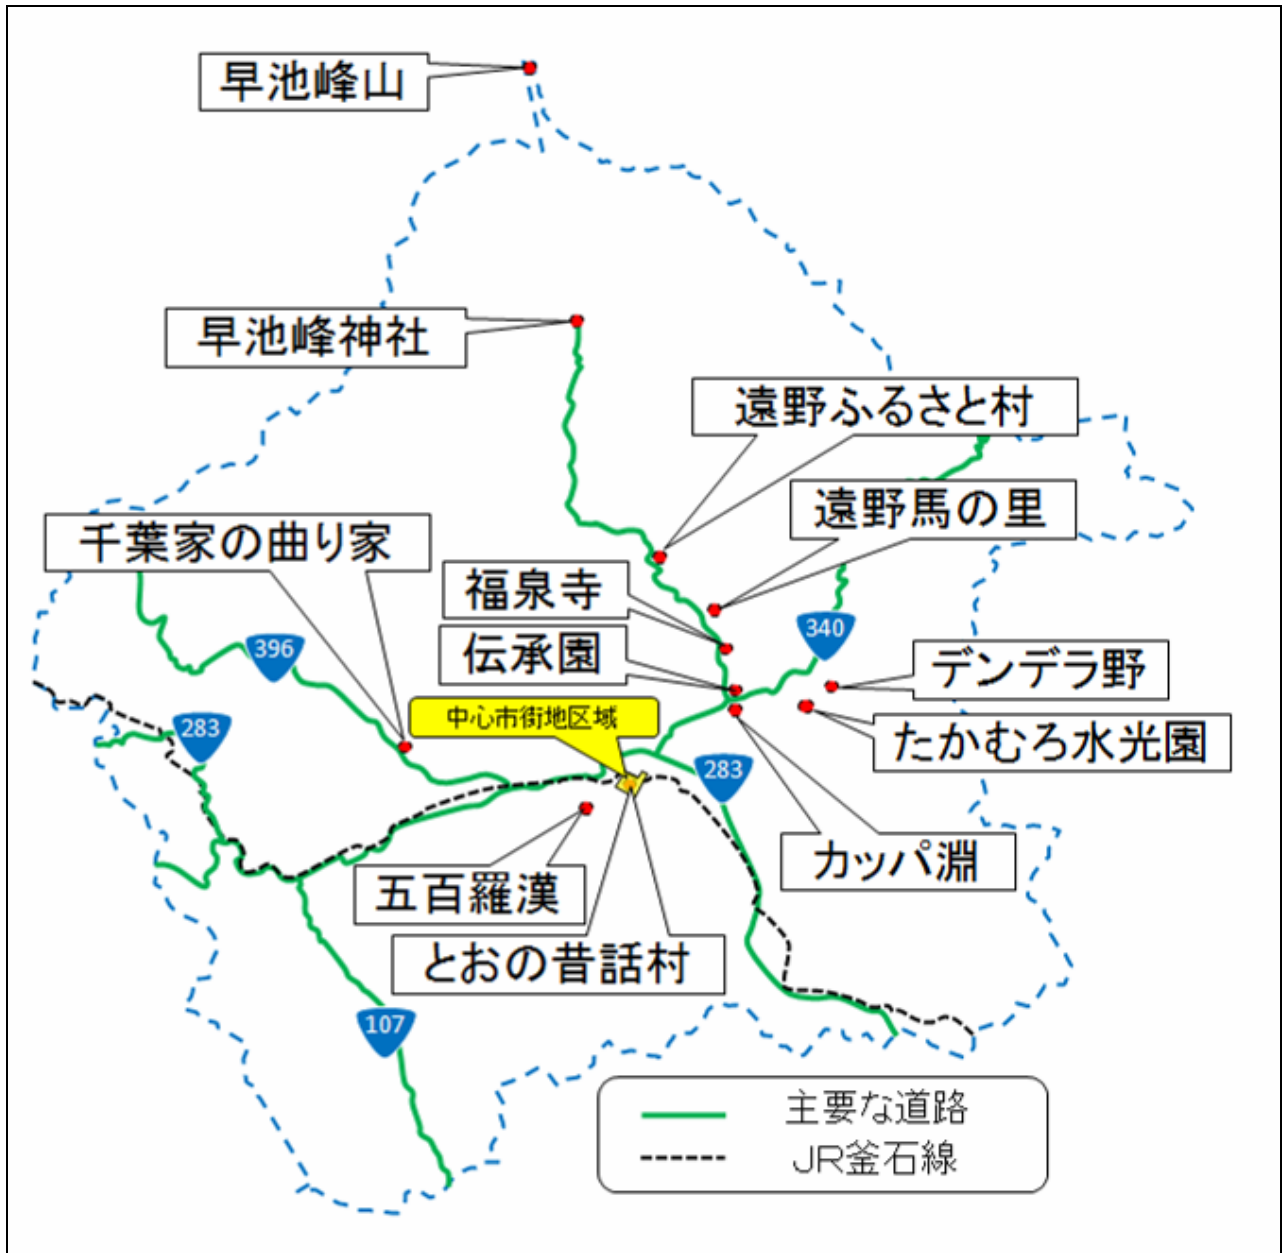 早池峰山
早池峰神社
遠野ふるさと村
遠野馬の里
千葉家の曲り家
福泉寺
伝承園
340
396
デンデラ野
中心市街地区域
283
たかむろ水光園
283
カッパ淵
五百羅漢
とおの昔話村
107
主要な道路
JR釜石線